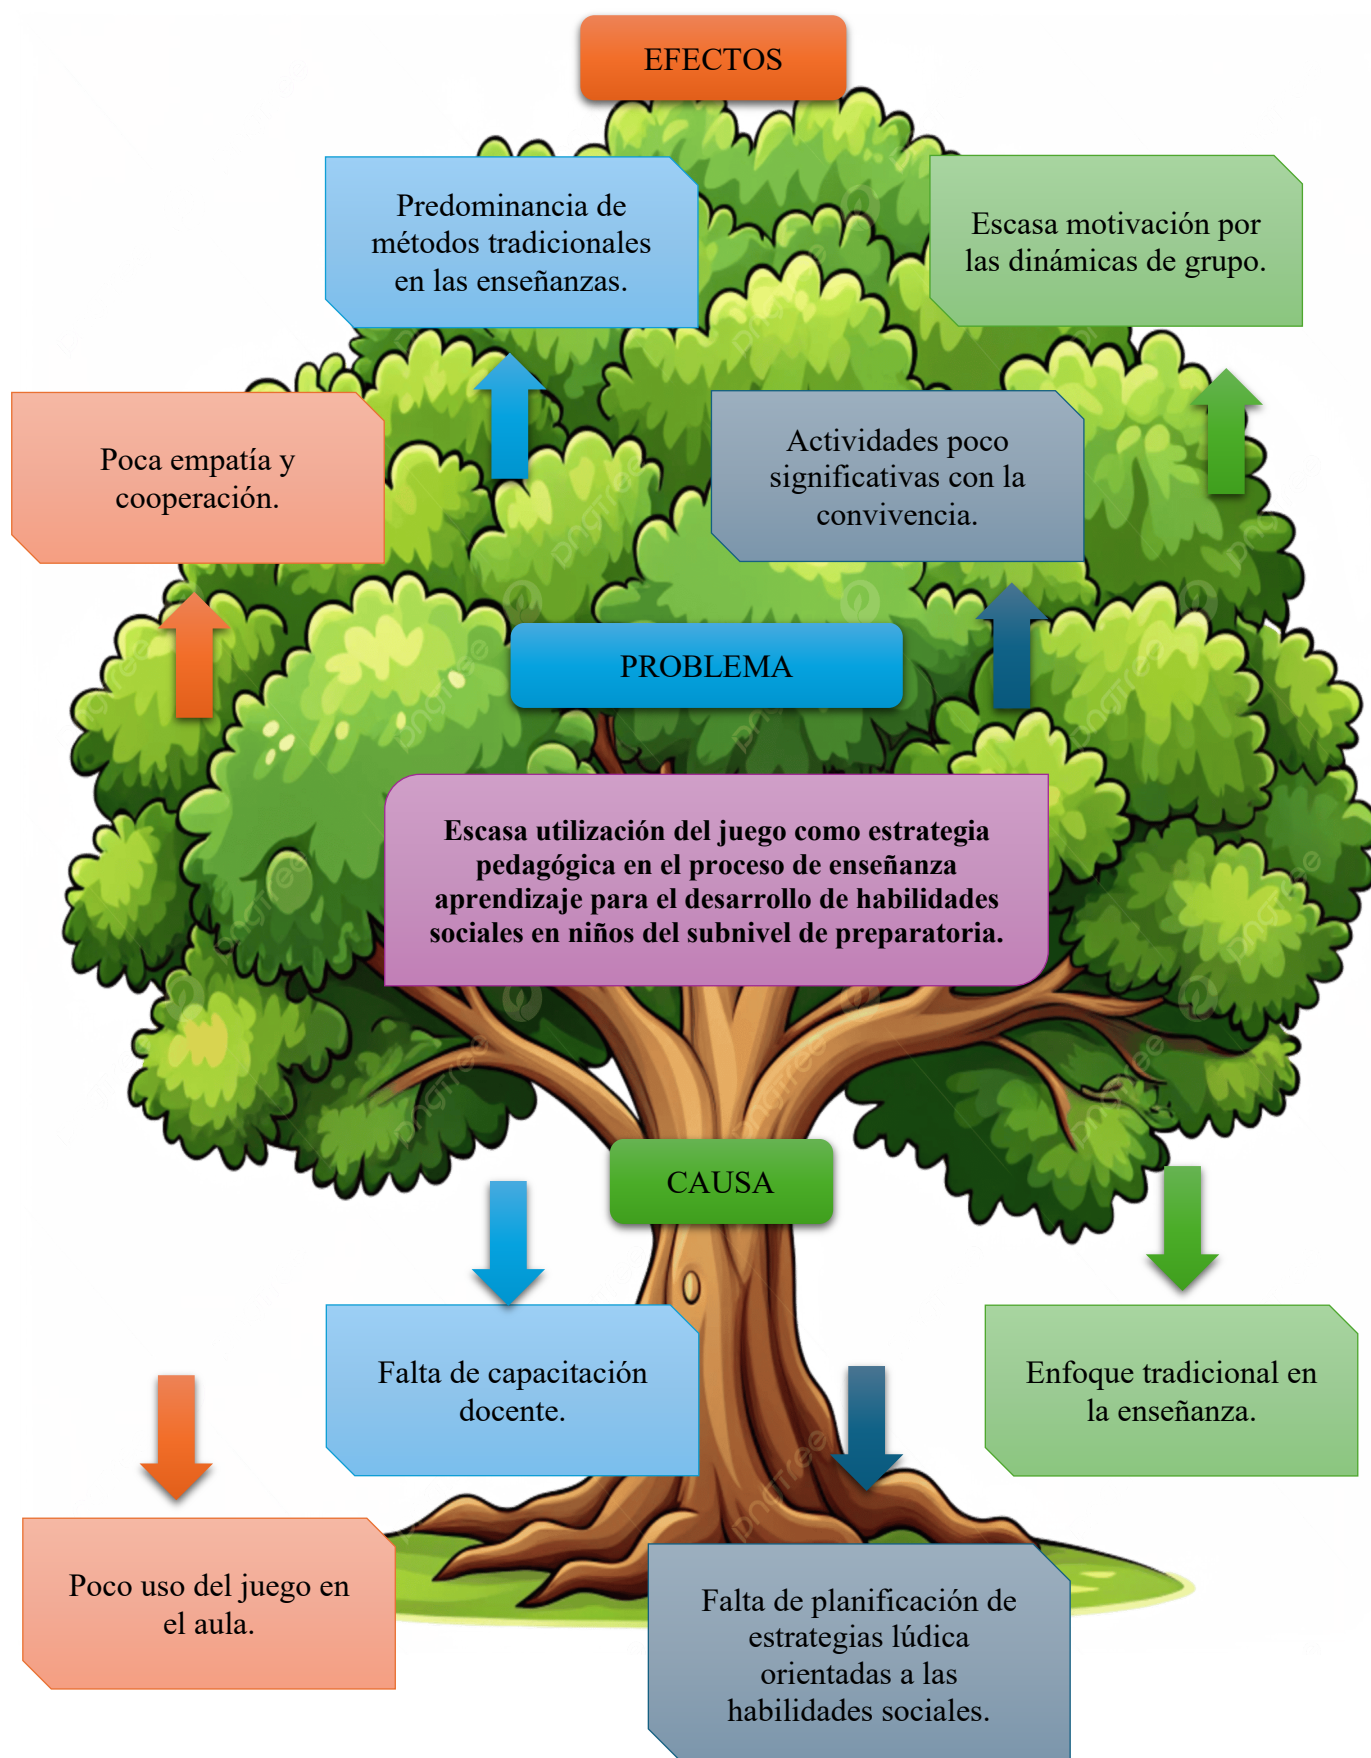 EFECTOS
Predominancia de
métodos tradicionales
en las enseñanzas.
Escasa motivación por
las dinámicas de grupo.
Poca empatía y
cooperación.
Actividades poco
significativas con la
convivencia.
PROBLEMA
Escasa utilización del juego como estrategia
pedagógica en el proceso de enseñanza
aprendizaje para el desarrollo de habilidades
sociales en niños del subnivel de preparatoria.
CAUSA
Falta de capacitación
docente.
Enfoque tradicional en
la enseñanza.
Poco uso del juego en
el aula.
Falta de planificación de
estrategias lúdica
orientadas a las
habilidades sociales.